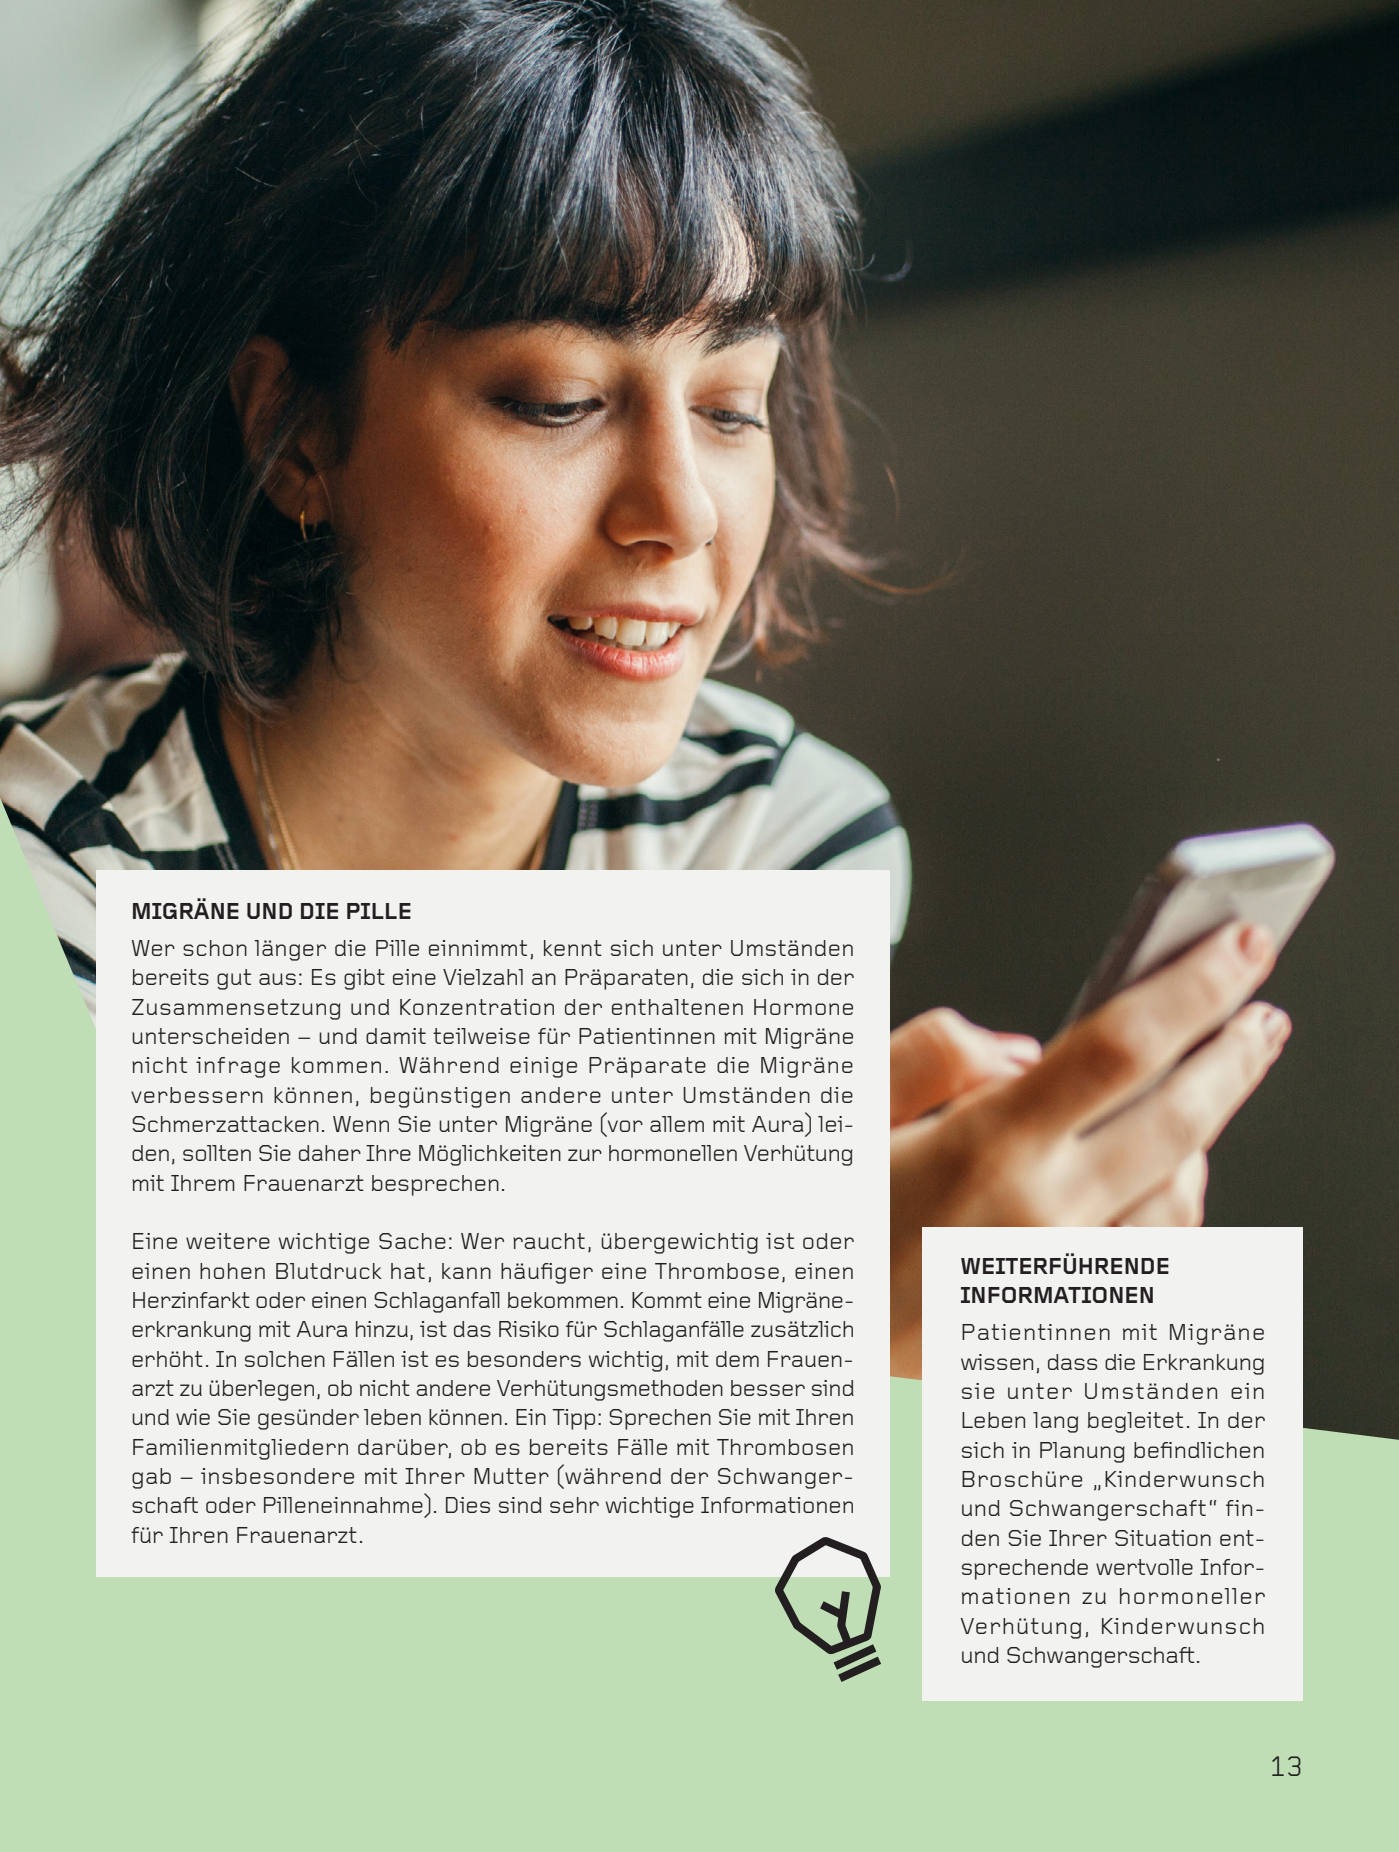 MIGRÄNE UND DIE PILLE
Wer schon länger die Pille einnimmt, kennt sich unter Umständen
bereits gut aus: Es gibt eine Vielzahl an Präparaten, die sich in der
Zusammensetzung und Konzentration der enthaltenen Hormone
unterscheiden – und damit teilweise für Patientinnen mit Migräne
nicht infrage kommen. Während einige Präparate die Migräne
verbessern können, begünstigen andere unter Umständen die
Schmerzattacken. Wenn Sie unter Migräne (vor allem mit Aura) lei-
den, sollten Sie daher Ihre Möglichkeiten zur hormonellen Verhütung
mit Ihrem Frauenarzt besprechen.
Eine weitere wichtige Sache: Wer raucht, übergewichtig ist oder
einen hohen Blutdruck hat, kann häufiger eine Thrombose, einen
Herzinfarkt oder einen Schlaganfall bekommen. Kommt eine Migräne-
erkrankung mit Aura hinzu, ist das Risiko für Schlaganfälle zusätzlich
erhöht. In solchen Fällen ist es besonders wichtig, mit dem Frauen-
arzt zu überlegen, ob nicht andere Verhütungsmethoden besser sind
und wie Sie gesünder leben können. Ein Tipp: Sprechen Sie mit Ihren
Familienmitgliedern darüber, ob es bereits Fälle mit Thrombosen
gab – insbesondere mit Ihrer Mutter (während der Schwanger-
schaft oder Pilleneinnahme). Dies sind sehr wichtige Informationen
für Ihren Frauenarzt.
WEITERFÜHRENDE
INFORMATIONEN
Patientinnen mit Migräne
wissen, dass die Erkrankung
sie unter Umständen ein
Leben lang begleitet. In der
sich in Planung befindlichen
Broschüre „Kinderwunsch
und Schwangerschaft“ fin-
den Sie Ihrer Situation ent-
sprechende wertvolle Infor-
mationen zu hormoneller
Verhütung, Kinderwunsch
und Schwangerschaft.
13